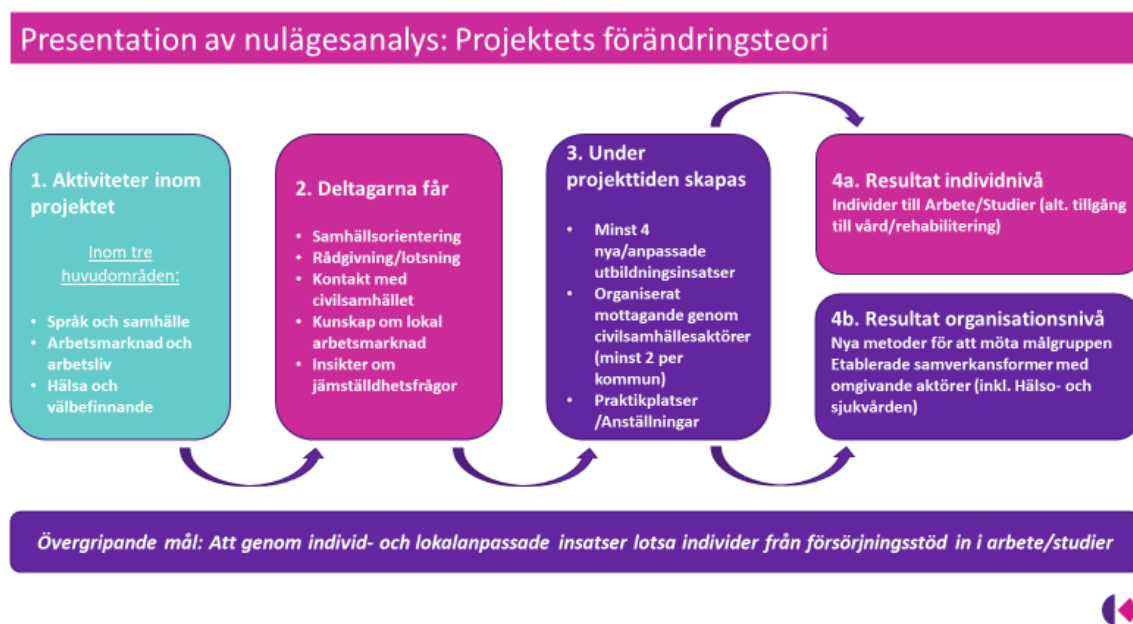 Presentation av nulägesanalys: Projektets förändringsteori
1. Aktiviteter inom
projektet
Inom tre
huvudområden:
• Språk och samhälle
• Arbetsmarknad och
arbetsliv
• Hälsa och
välbefinnande
2. Deltagarna får
• Samhällsorientering
• Rådgivning/lotsning
• Kontakt med
civilsamhället
• Kunskap om lokal
arbetsmarknad
• Insikter om
jämställdhetsfrågor
3. Under
projekttiden skapas
• Minst 4
nya/anpassade
utbildningsinsatser
• Organiserat
mottagande genom
civilsamhällesaktörer
(minst 2 per
kommun)
• Praktikplatser
/Anställningar
4a. Resultat individnivå
Individer till Arbete/Studier (alt. tillgång
till vård/rehabilitering)
4b. Resultat organisationsnivå
Nya metoder för att möta målgruppen
Etablerade samverkansformer med
omgivande aktörer (inkl. Hälso- och
sjukvården)
Övergripande mål: Att genom individ- och lokalanpassade insatser lotsa individer från försörjningsstöd in i arbete/studier